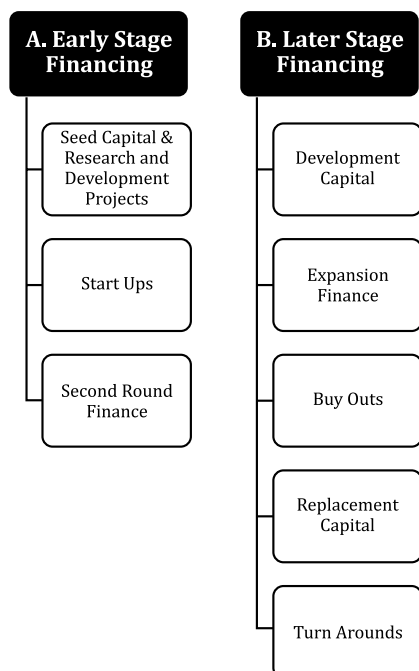 A. Early Stage
Financing
Seed Capital &
Research and
Development
Projects
Start Ups
Second Round
Finance
B. Later Stage
Financing
Development
Capital
Expansion
Finance
Buy Outs
Replacement
Capital
Turn Arounds